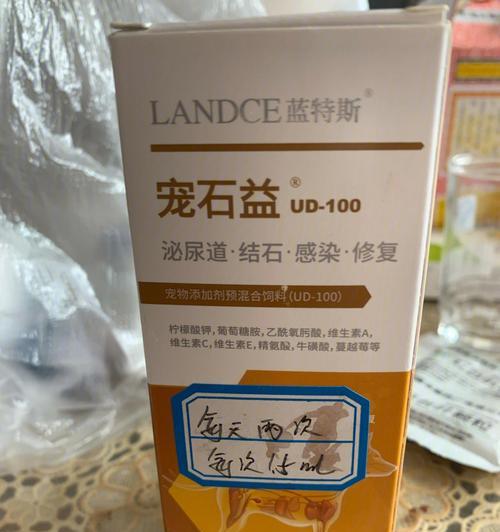 LANDCE蓝特斯®
宠石益® UD-100
泌尿道·结石·感染·修复
宠物添加剂预混合饲料(UD-100)
柠檬酸钾,葡萄糖胺,乙酰氧肟酸,维生素A,
维生素C,维生素E,精氨酸,牛磺酸,蔓越莓等
每天两次
每次1.5ml